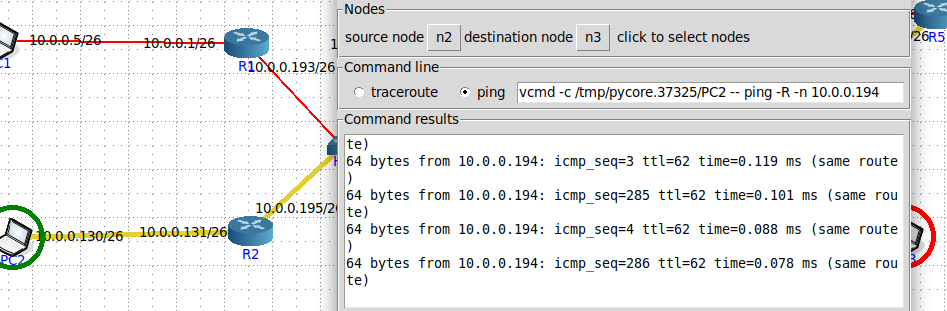 Nodes
source node n2 destination node n3 click to select nodes
Command line
traceroute ping vcmd -c /tmp/pycore.37325/PC2 -- ping -R -n 10.0.0.194
Command results
te)
64 bytes from 10.0.0.194: icmp_seq=3 ttl=62 time=0.119 ms (same route
)
64 bytes from 10.0.0.194: icmp_seq=285 ttl=62 time=0.101 ms (same rou
te)
64 bytes from 10.0.0.194: icmp_seq=4 ttl=62 time=0.088 ms (same route
)
64 bytes from 10.0.0.194: icmp_seq=286 ttl=62 time=0.078 ms (same rou
te)
10.0.0.5/26
10.0.0.1/26
R1
10.0.0.193/26
10.0.0.195/2
10.0.0.130/26
10.0.0.131/26
PC2
R2
/26
R5